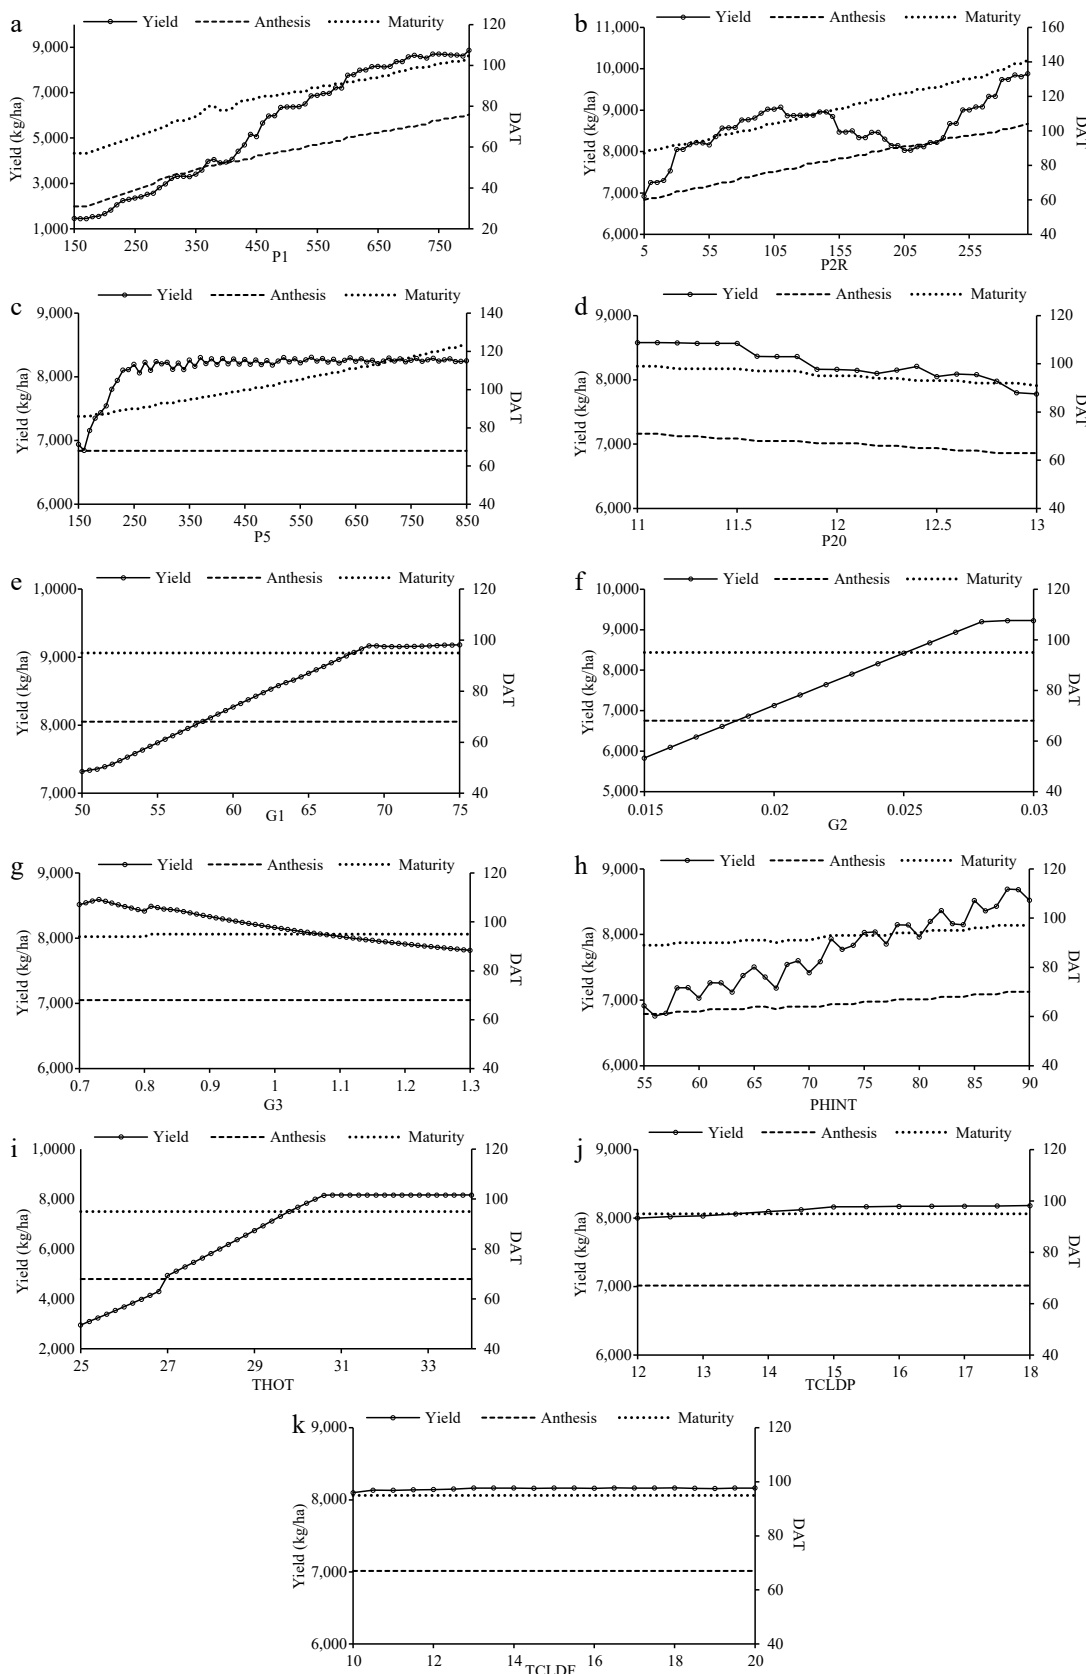 a
Yield Anthesis Maturity
9,000
7,000
5,000
3,000
1,000
Yield (kg/ha)
120
100
80
60
40
20
DAT
150 250 350 450 550 650 750
P1
b
Yield Anthesis Maturity
11,000
10,000
9,000
8,000
7,000
6,000
Yield (kg/ha)
160
140
120
100
80
60
40
DAT
5 55 105 155 205 255
P2R
c
Yield Anthesis Maturity
9,000
8,000
7,000
6,000
Yield (kg/ha)
140
120
100
80
60
40
DAT
150 250 350 450 550 650 750 850
P5
d
Yield Anthesis Maturity
9,000
8,000
7,000
6,000
Yield (kg/ha)
120
100
80
60
40
DAT
11 11.5 12 12.5 13
P20
e
Yield Anthesis Maturity
1,0000
9,000
8,000
7,000
Yield (kg/ha)
120
100
80
60
40
DAT
50 55 60 65 70 75
G1
f
Yield Anthesis Maturity
10,000
9,000
8,000
7,000
6,000
5,000
Yield (kg/ha)
120
100
80
60
40
DAT
0.015 0.02 0.025 0.03
G2
g
Yield Anthesis Maturity
9,000
8,000
7,000
6,000
Yield (kg/ha)
120
100
80
60
40
DAT
0.7 0.8 0.9 1 1.1 1.2 1.3
G3
h
Yield Anthesis Maturity
9,000
8,000
7,000
6,000
Yield (kg/ha)
120
100
80
60
40
DAT
55 60 65 70 75 80 85 90
PHINT
i
Yield Anthesis Maturity
1,0000
8,000
6,000
4,000
2,000
Yield (kg/ha)
120
100
80
60
40
DAT
25 27 29 31 33
THOT
j
Yield Anthesis Maturity
9,000
8,000
7,000
6,000
Yield (kg/ha)
120
100
80
60
40
DAT
12 13 14 15 16 17 18
TCLDP
k
Yield Anthesis Maturity
9,000
8,000
7,000
6,000
Yield (kg/ha)
120
100
80
60
40
DAT
10 12 14 16 18 20
TCLDF